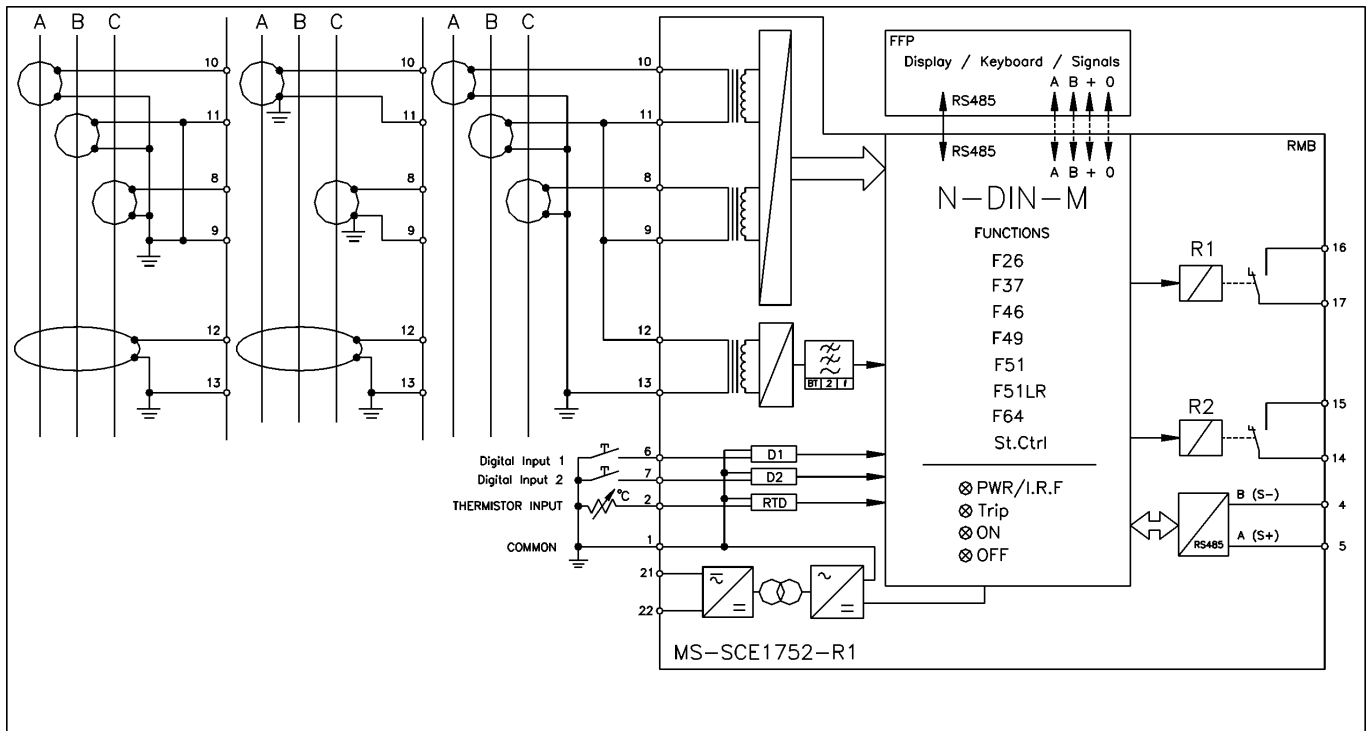 A B C A B C A B C
FFP
Display / Keyboard / Signals
A B + 0
RS485
RS485
A B + 0
RMB
10 10 10
11 11 11
8 8 8
9 9 9
12 12 12
13 13 13
N-DIN-M
FUNCTIONS
F26
F37
F46
F49
F51
F51LR
F64
St.Ctrl
BT 2 f
R1
16
17
R2
15
14
Digital Input 1 6 D1
Digital Input 2 7 D2
THERMISTOR INPUT °C 2 RTD
COMMON 1
21
22
PWR/I.R.F
Trip
ON
OFF
B (S-) 4
RS485 A (S+) 5
MS-SCE1752-R1